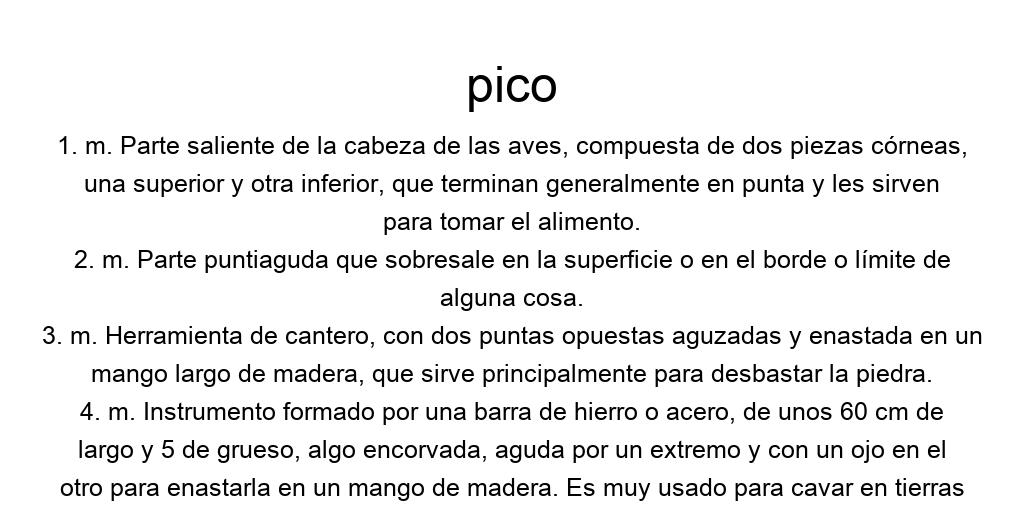 pico
1. m. Parte saliente de la cabeza de las aves, compuesta de dos piezas córneas,
una superior y otra inferior, que terminan generalmente en punta y les sirven
para tomar el alimento.
2. m. Parte puntiaguda que sobresale en la superficie o en el borde o límite de
alguna cosa.
3. m. Herramienta de cantero, con dos puntas opuestas aguzadas y enastada en un
mango largo de madera, que sirve principalmente para desbastar la piedra.
4. m. Instrumento formado por una barra de hierro o acero, de unos 60 cm de
largo y 5 de grueso, algo encorvada, aguda por un extremo y con un ojo en el
otro para enastarla en un mango de madera. Es muy usado para cavar en tierras